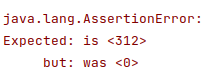 java.lang.AssertionError:
Expected: is <312>
     but: was <0>